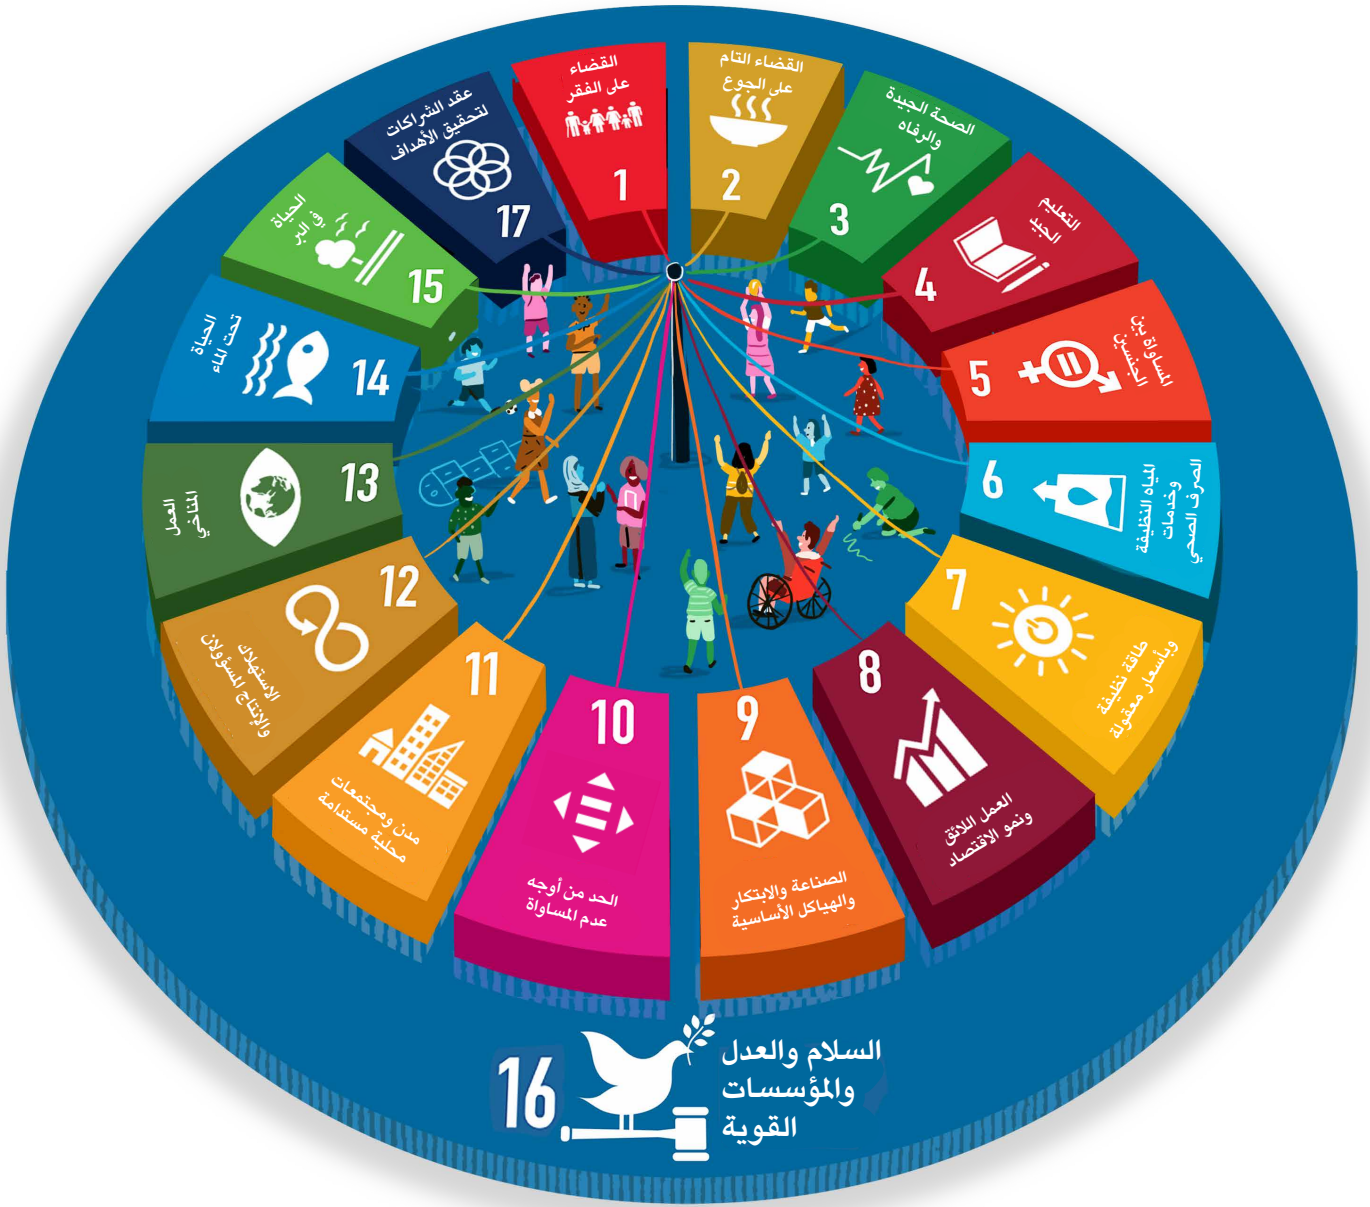 القضاء
على الفقر
1
القضاء التام
على الجوع
2
الصحة الجيدة
والرفاه
3
التعليم
الجيد
4
المساواة بين
الجنسين
5
المياه النظيفة
وخدمات
الصرف الصحي
6
طاقة نظيفة
وبأسعار معقولة
7
العمل اللائق
ونمو الاقتصاد
8
الصناعة والابتكار
والهياكل الأساسية
9
الحد من أوجه
عدم المساواة
10
مدن ومجتمعات
محلية مستدامة
11
الاستهلاك
والإنتاج المسؤولان
12
العمل
المناخي
13
الحياة
تحت الماء
14
الحياة
في البر
15
السلام والعدل
والمؤسسات
القوية
16
عقد الشراكات
لتحقيق الأهداف
17